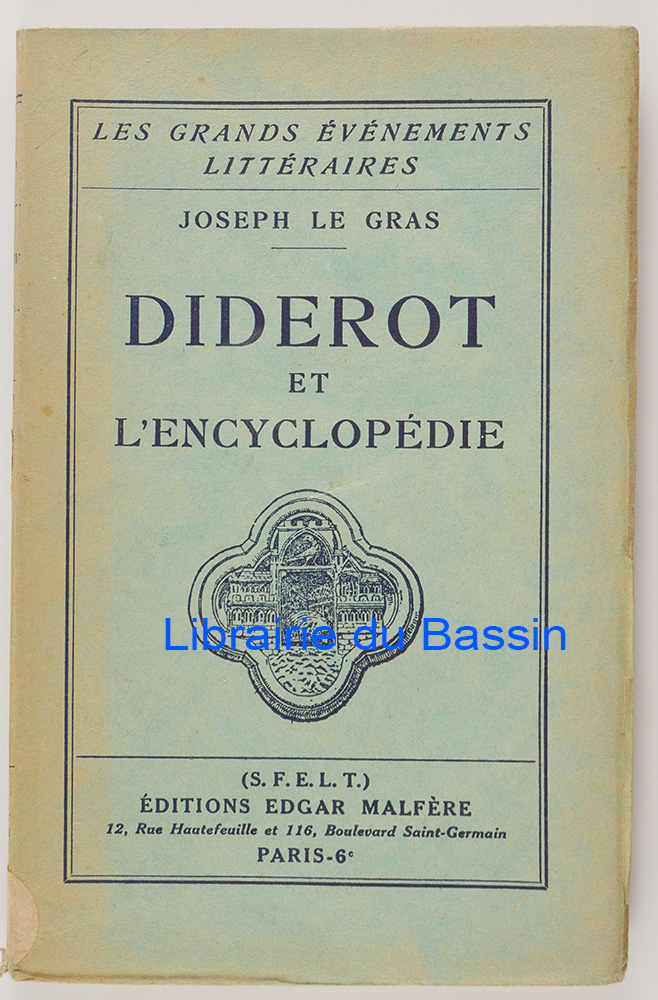 LES GRANDS ÉVÉNEMENTS
LITTÉRAIRES
JOSEPH LE GRAS
DIDEROT
ET
L'ENCYCLOPÉDIE
Librairie du Bassin
(S. F. E. L. T.)
ÉDITIONS EDGAR MALFÈRE
12, Rue Hautefeuille et 116, Boulevard Saint-Germain
PARIS-6e